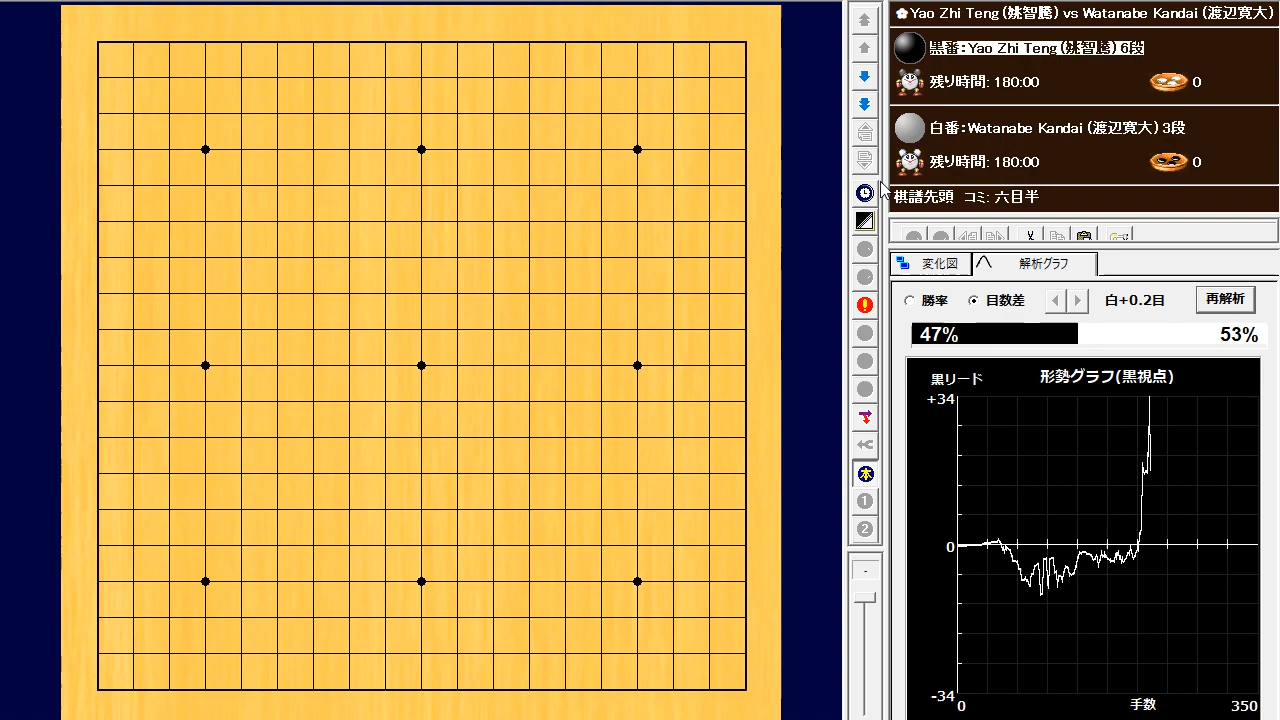 Yao Zhi Teng (姚智騰) vs Watanabe Kandai (渡辺寛大)
黒番:Yao Zhi Teng (姚智騰) 6段
残り時間: 180:00 0
白番:Watanabe Kandai (渡辺寛大) 3段
残り時間: 180:00 0
棋譜先頭 コミ: 六目半
変化図 解析グラフ
勝率 目数差 白+0.2目 再解析
47% 53%
黒リード 形勢グラフ(黒視点)
+34
0
-34
0 手数 350
1
2
-